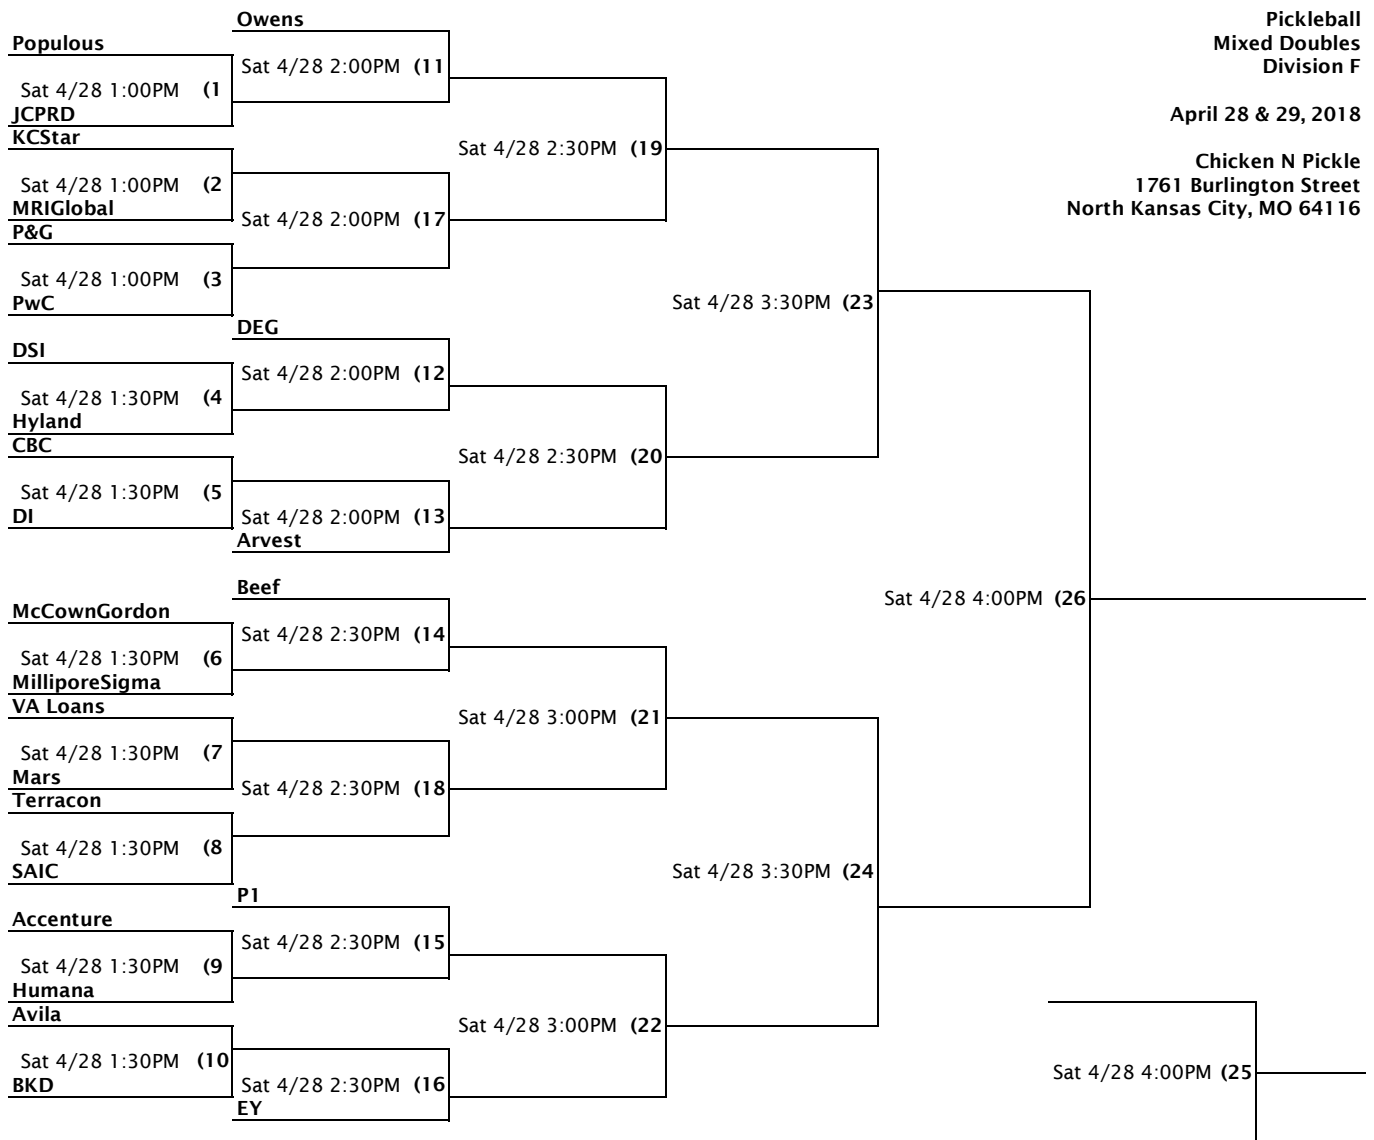 Owens
Pickleball
Populous
Mixed Doubles
Sat 4/28 2:00PM (11
Division F
Sat 4/28 1:00PM (1
JCPRD
April 28 & 29, 2018
KCStar
Sat 4/28 2:30PM (19
Chicken N Pickle
Sat 4/28 1:00PM (2
1761 Burlington Street
MRIGlobal
North Kansas City, MO 64116
Sat 4/28 2:00PM (17
P&G
Sat 4/28 1:00PM (3
PwC
Sat 4/28 3:30PM (23
DEG
DSI
Sat 4/28 2:00PM (12
Sat 4/28 1:30PM (4
Hyland
CBC
Sat 4/28 2:30PM (20
Sat 4/28 1:30PM (5
DI
Sat 4/28 2:00PM (13
Arvest
Beef
Sat 4/28 4:00PM (26
McCownGordon
Sat 4/28 2:30PM (14
Sat 4/28 1:30PM (6
MilliporeSigma
VA Loans
Sat 4/28 3:00PM (21
Sat 4/28 1:30PM (7
Mars
Sat 4/28 2:30PM (18
Terracon
Sat 4/28 1:30PM (8
SAIC
Sat 4/28 3:30PM (24
P1
Accenture
Sat 4/28 2:30PM (15
Sat 4/28 1:30PM (9
Humana
Avila
Sat 4/28 3:00PM (22
Sat 4/28 1:30PM (10
Sat 4/28 4:00PM (25
BKD
Sat 4/28 2:30PM (16
EY